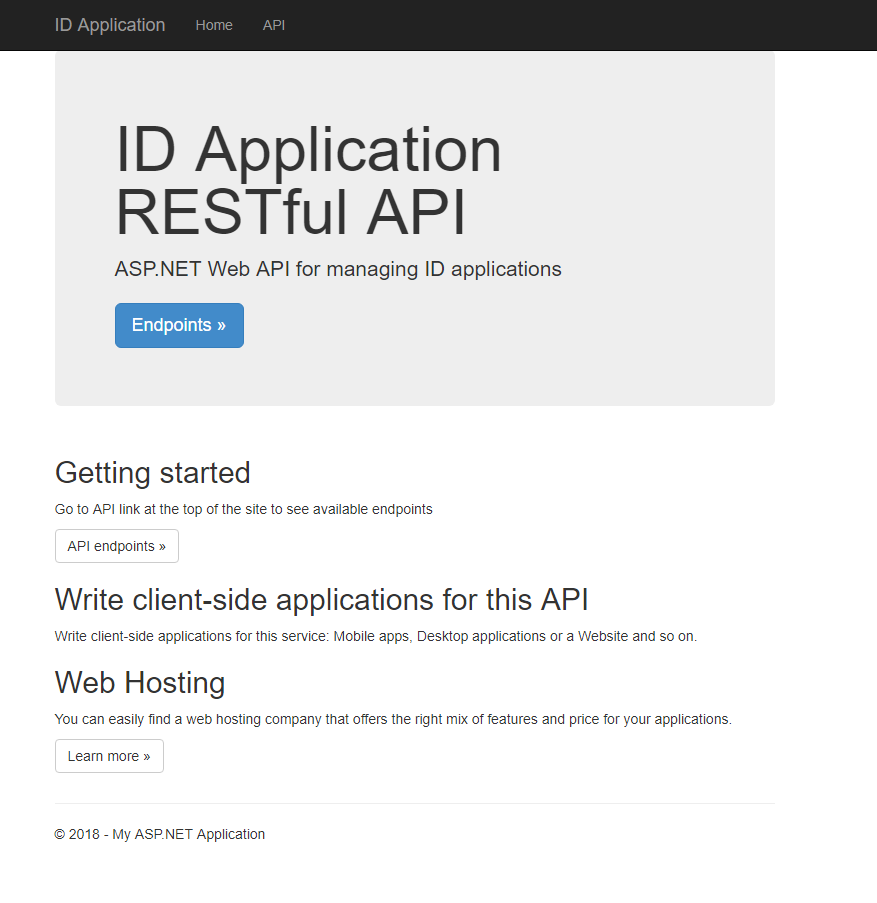 ID Application Home API
ID Application
RESTful API
ASP.NET Web API for managing ID applications
Endpoints »
Getting started
Go to API link at the top of the site to see available endpoints
API endpoints »
Write client-side applications for this API
Write client-side applications for this service: Mobile apps, Desktop applications or a Website and so on.
Web Hosting
You can easily find a web hosting company that offers the right mix of features and price for your applications.
Learn more »
© 2018 - My ASP.NET Application